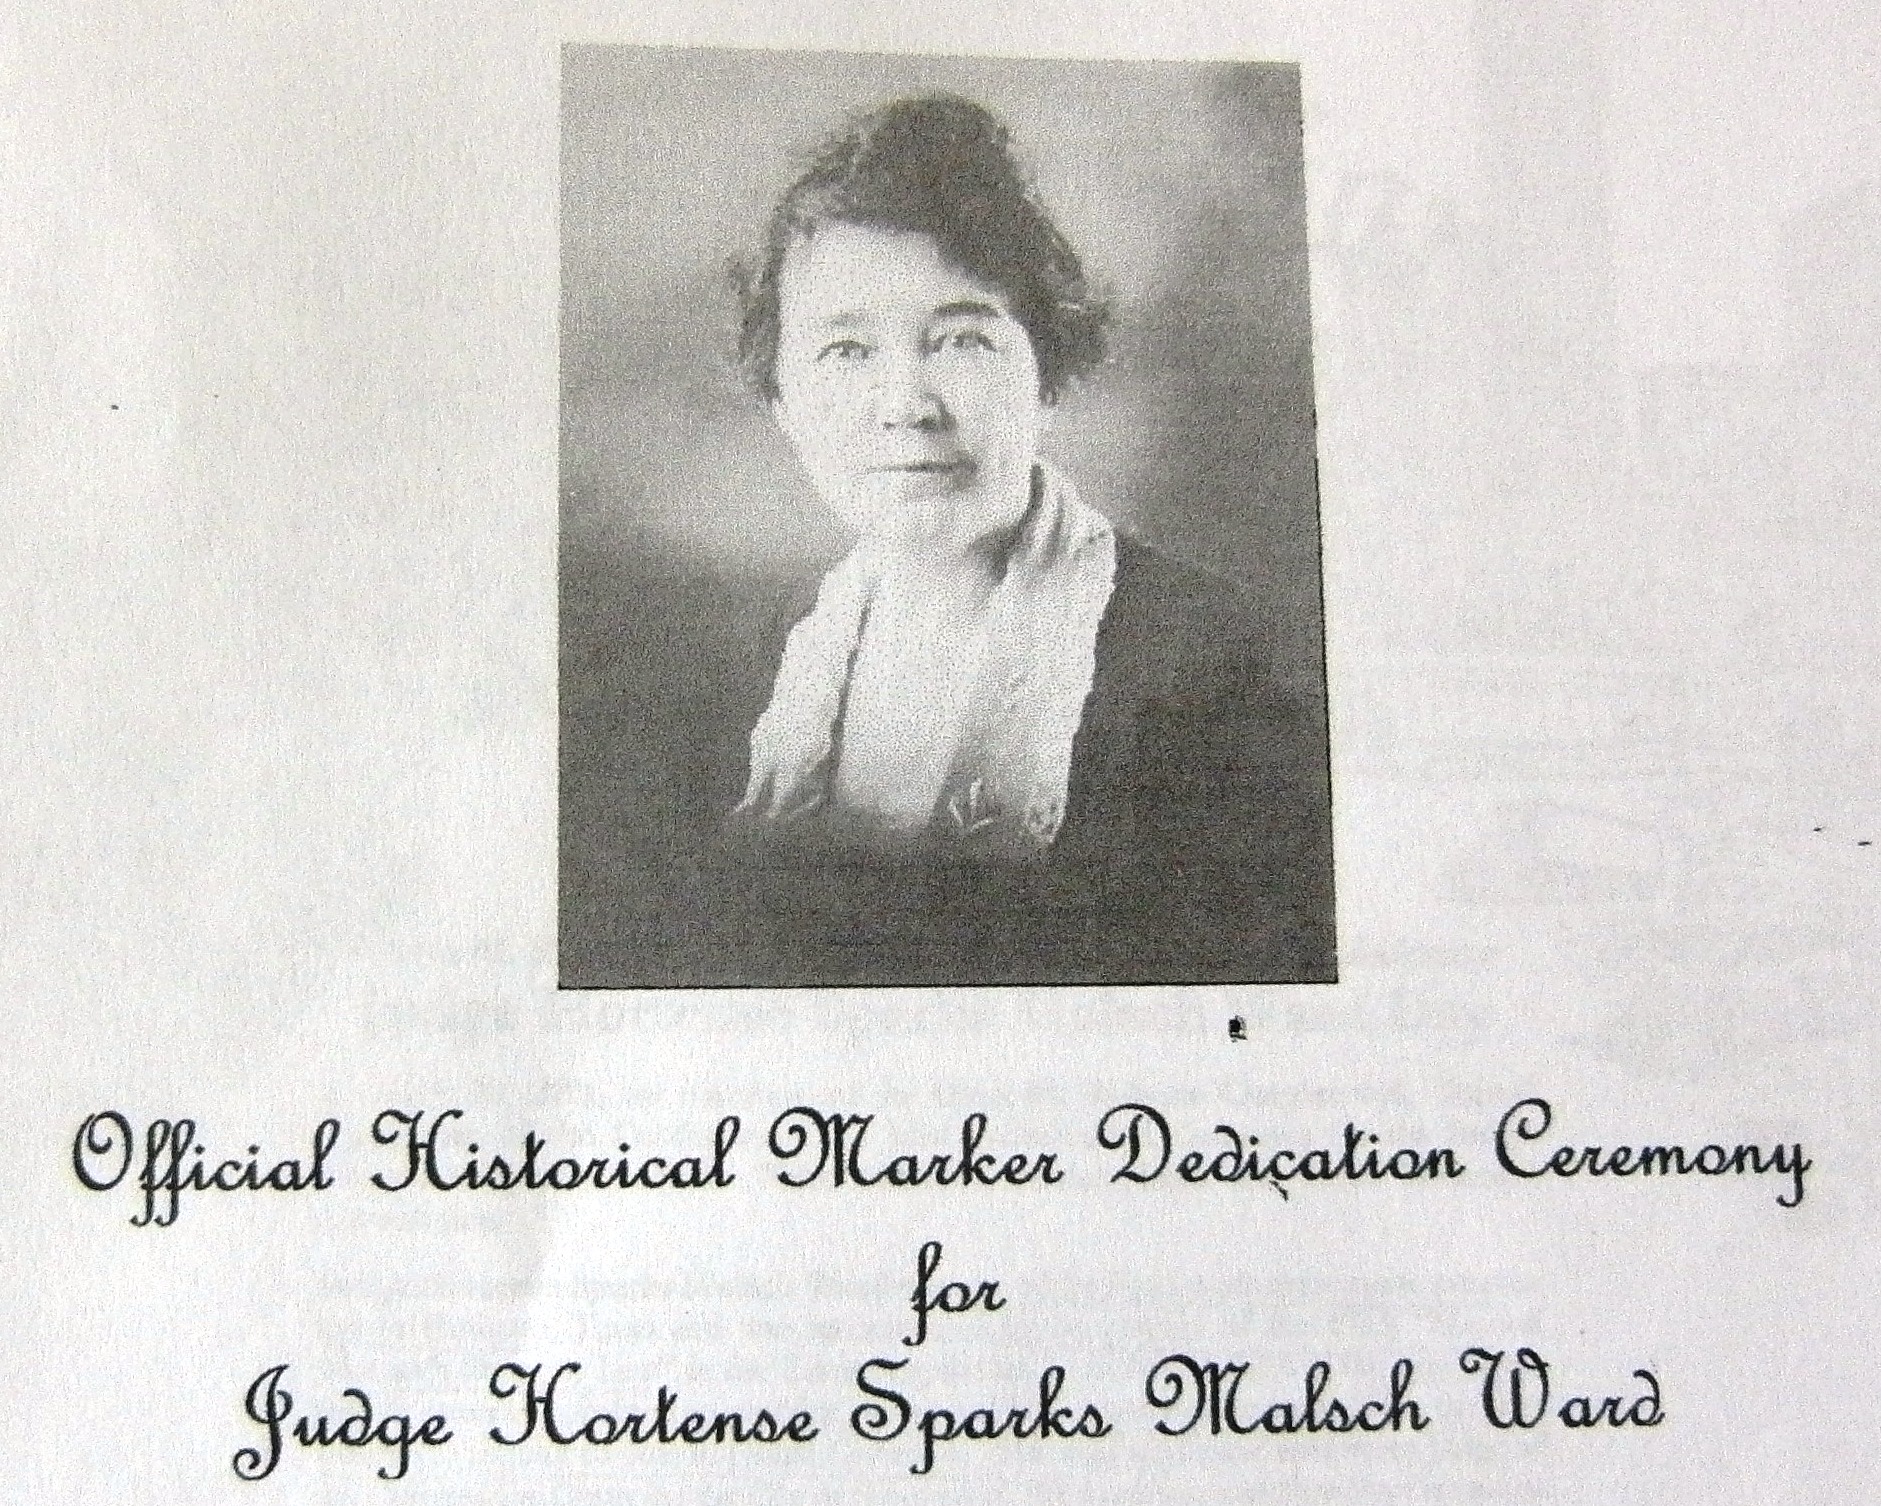 Official Historical Marker Dedication Ceremony
for
Judge Hortense Sparks Malsch Ward